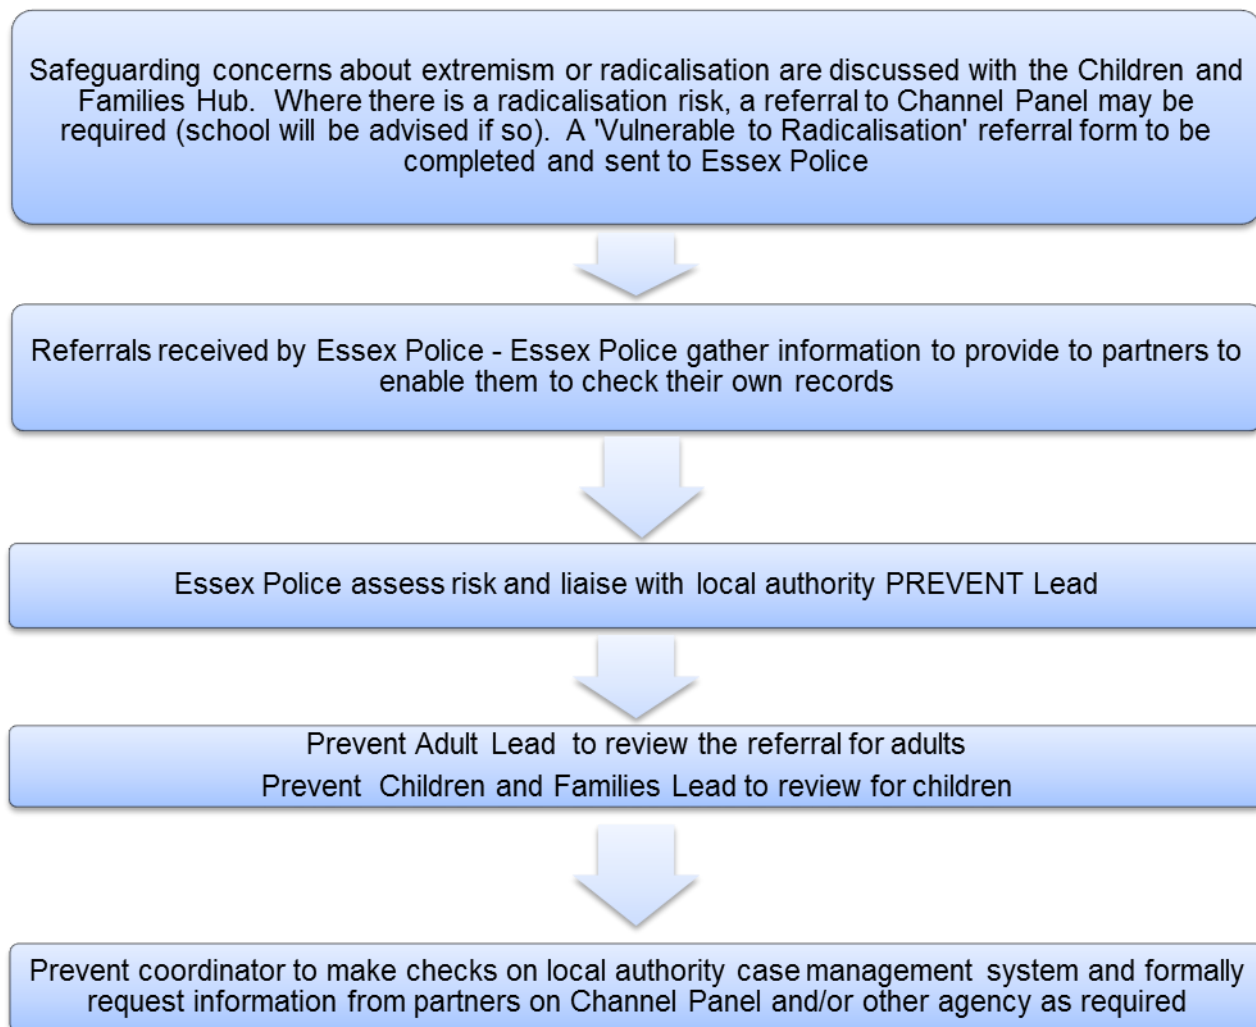 Safeguarding concerns about extremism or radicalisation are discussed with the Children and
Families Hub.  Where there is a radicalisation risk, a referral to Channel Panel may be
required (school will be advised if so).  A 'Vulnerable to Radicalisation' referral form to be
completed and sent to Essex Police
Referrals received by Essex Police - Essex Police gather information to provide to partners to
enable them to check their own records
Essex Police assess risk and liaise with local authority PREVENT Lead
Prevent Adult Lead  to review the referral for adults
Prevent  Children and Families Lead to review for children
Prevent coordinator to make checks on local authority case management system and formally
request information from partners on Channel Panel and/or other agency as required